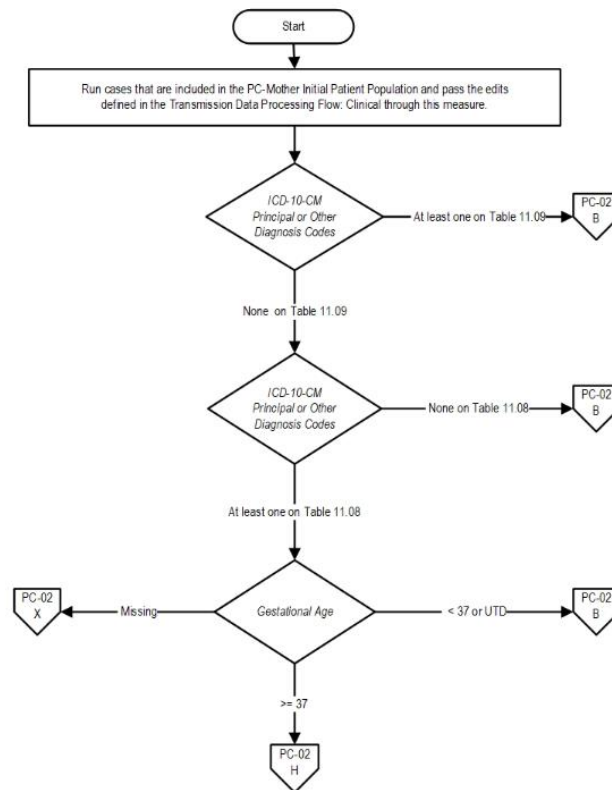 Start
Run cases that are included in the PC-Mother Initial Patient Population and pass the edits
defined in the Transmission Data Processing Flow: Clinical through this measure.
ICD-10-CM
Principal or Other
Diagnosis Codes
At least one on Table 11.09
PC-02
B
None on Table 11.09
ICD-10-CM
Principal or Other
Diagnosis Codes
None on Table 11.08
PC-02
B
At least one on Table 11.08
PC-02
X
Missing
Gestational Age
< 37 or UTD
PC-02
B
>= 37
PC-02
H